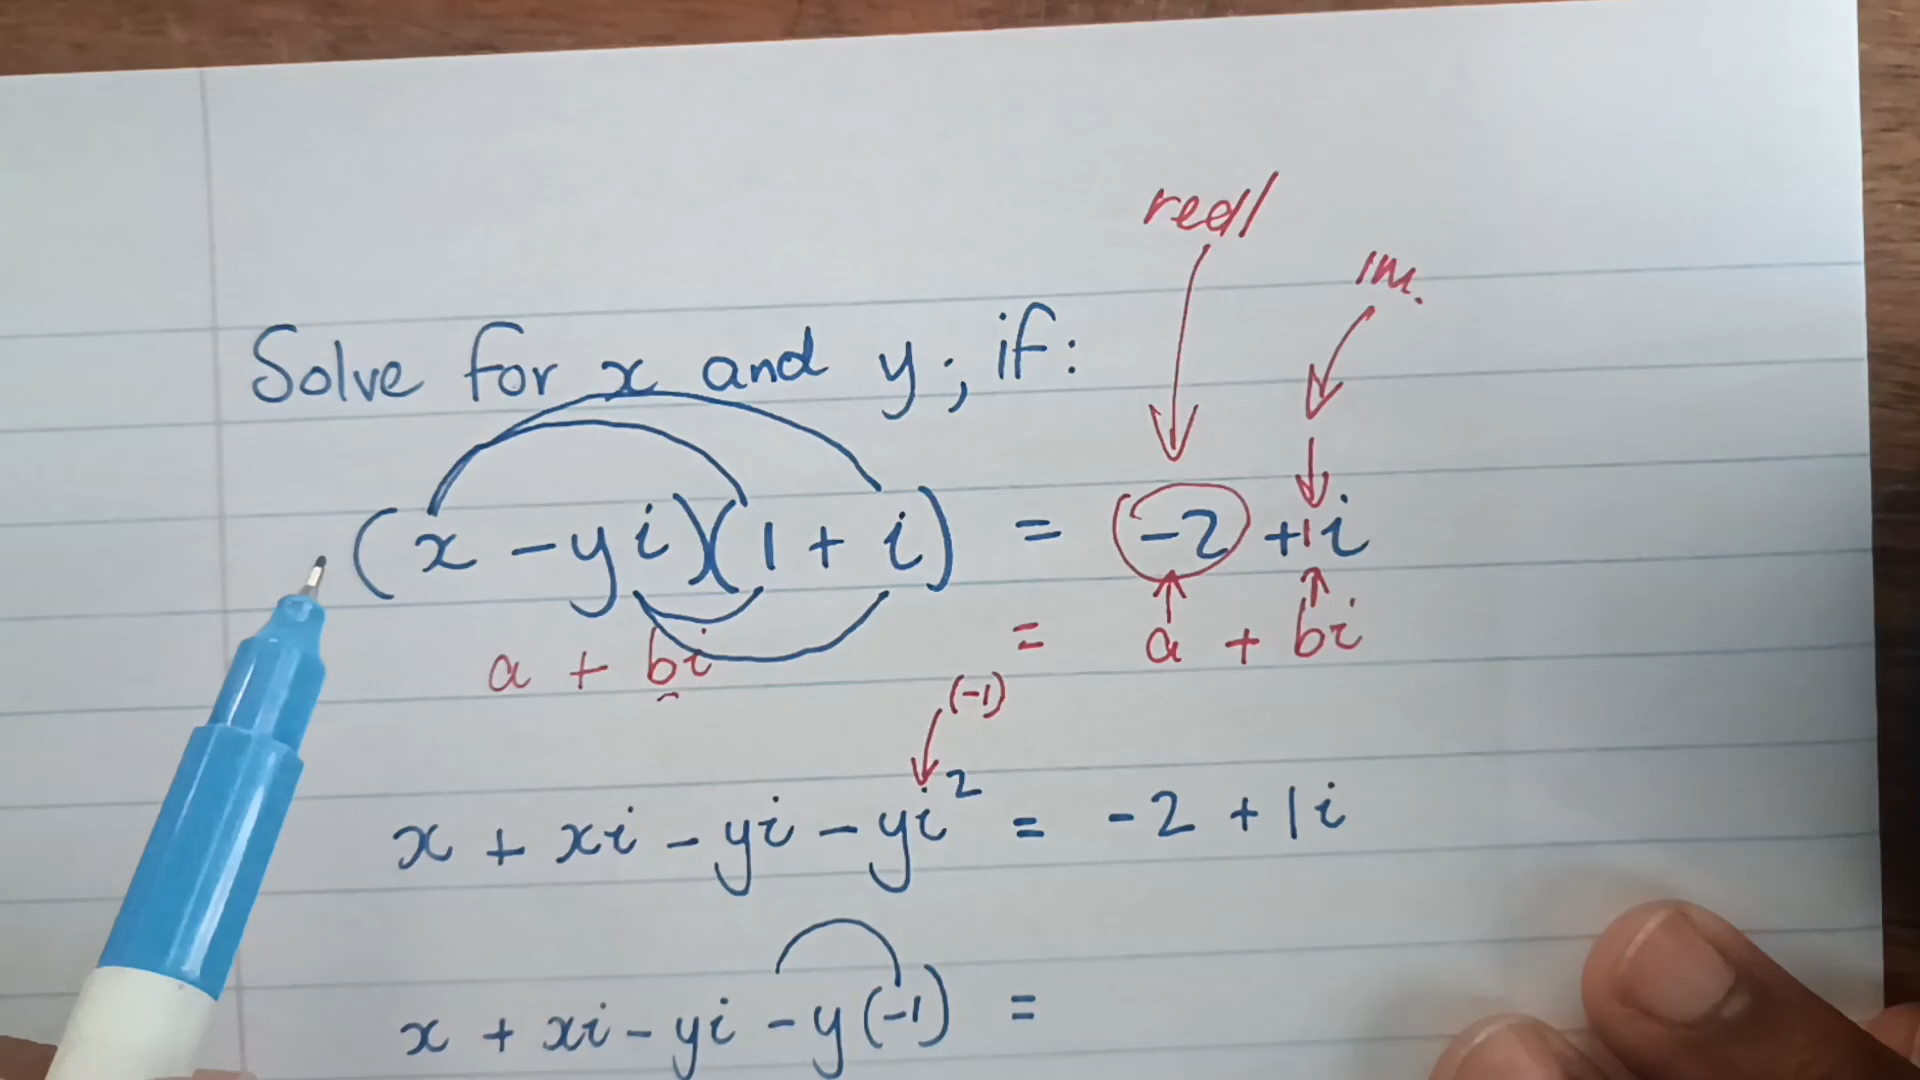 real
im.
Solve for x and y; if:
(x - yi)(1 + i) = -2 + 1i
a + bi = a + bi
(-1)
x + xi - yi - yi² = -2 + 1i
x + xi - yi - y(-1) =